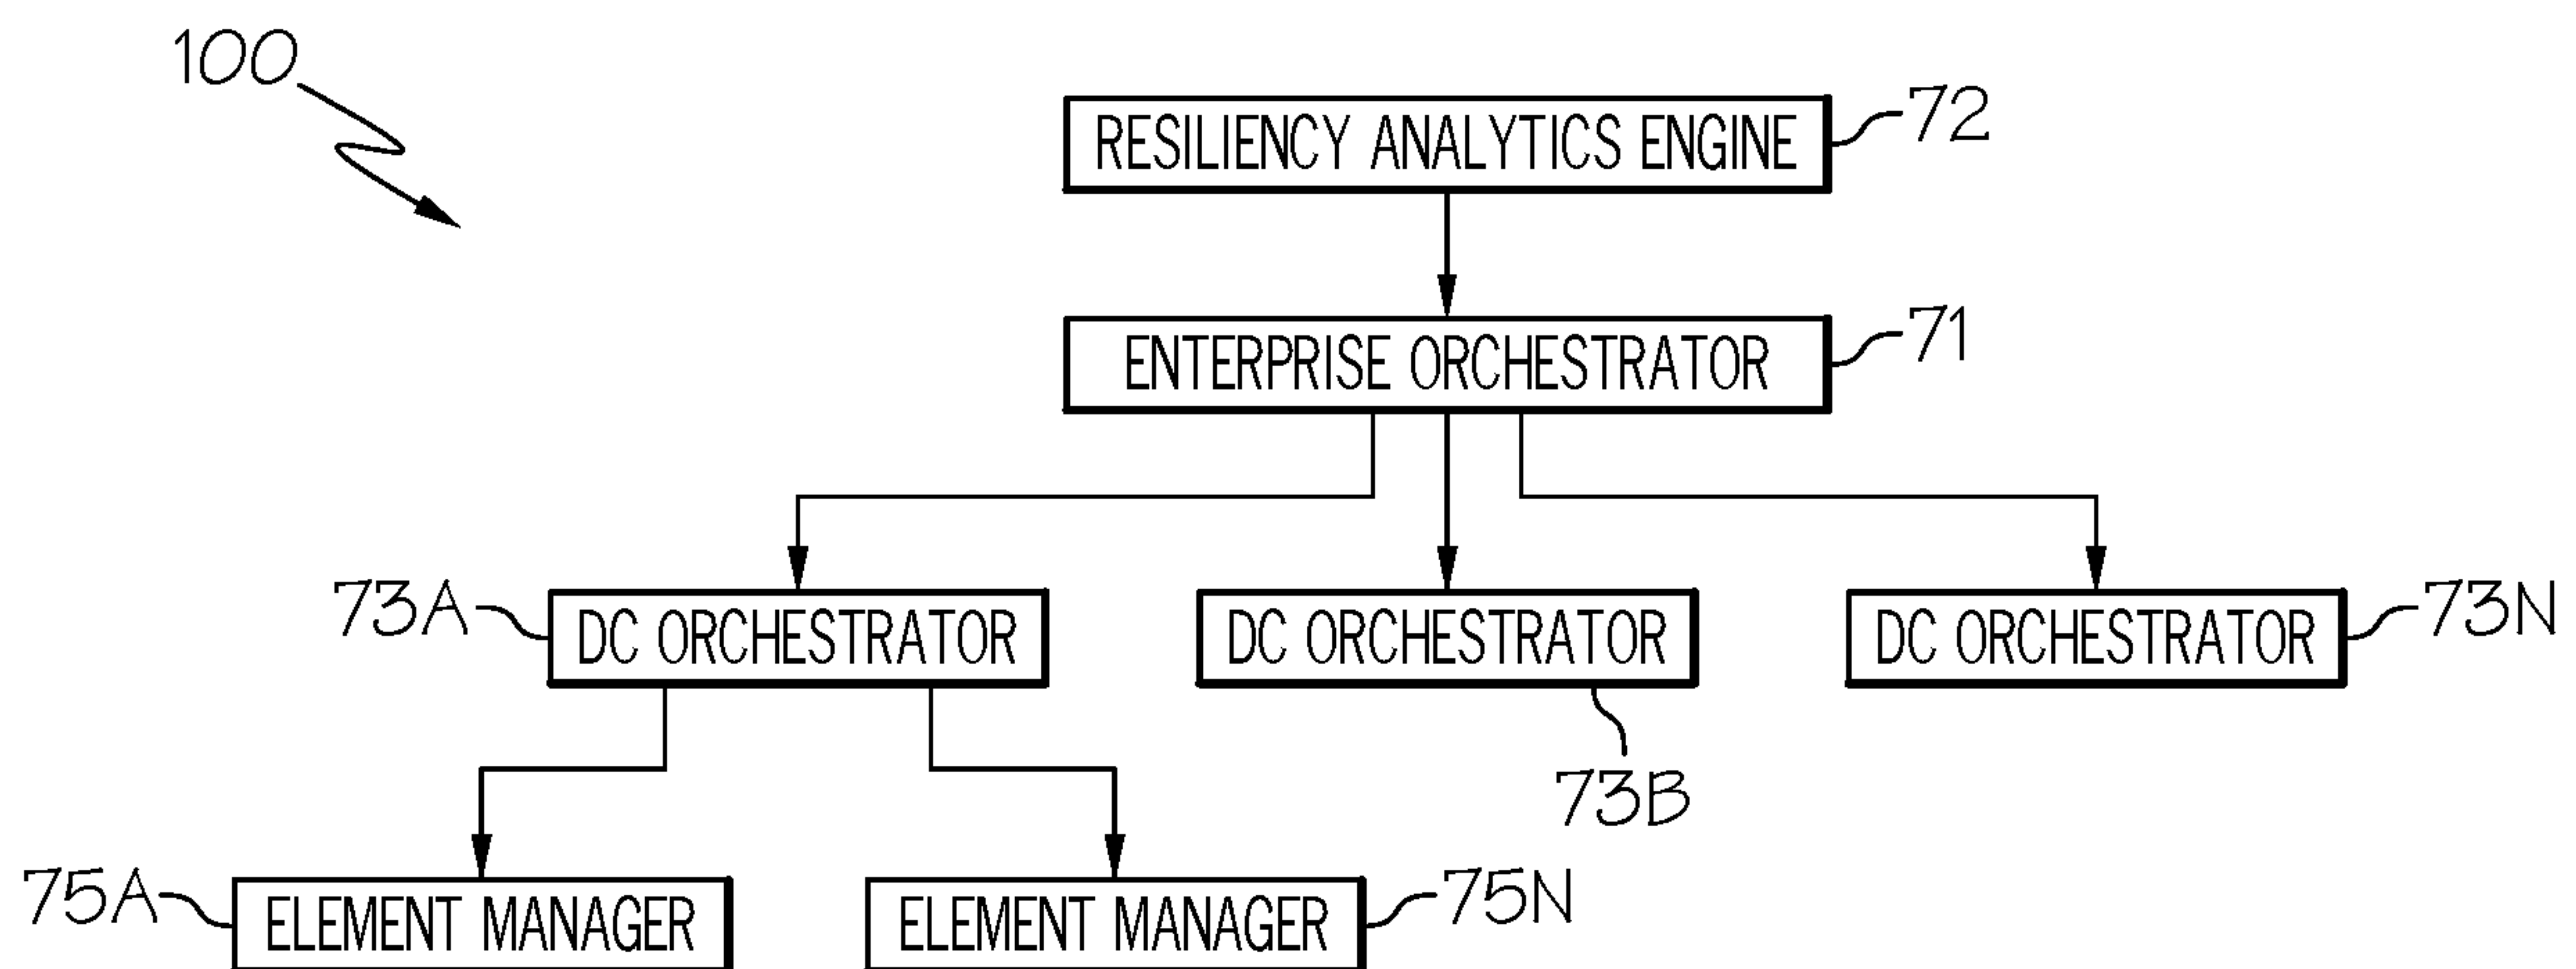 100
RESILIENCY ANALYTICS ENGINE 72
ENTERPRISE ORCHESTRATOR 71
73A DC ORCHESTRATOR DC ORCHESTRATOR DC ORCHESTRATOR 73N
73B
75A ELEMENT MANAGER ELEMENT MANAGER 75N